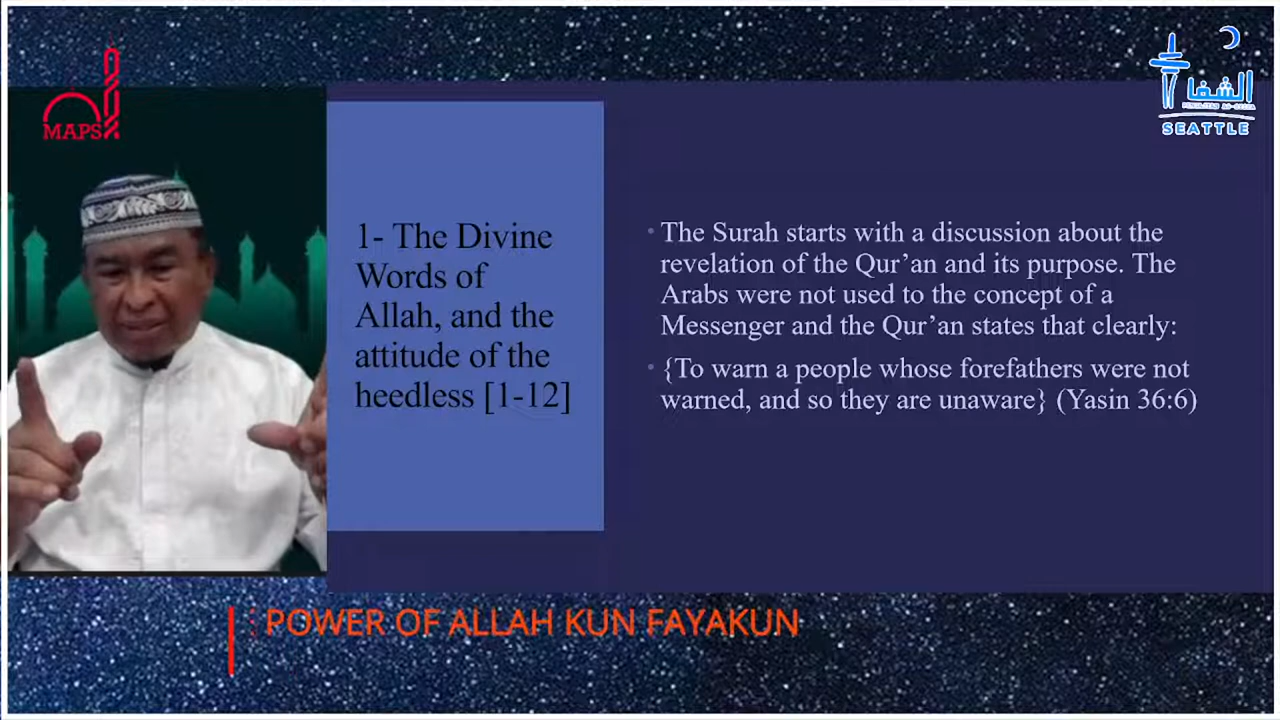 MAPS
الشفاء
SEATTLE
1- The Divine
Words of
Allah, and the
attitude of the
heedless [1-12]
• The Surah starts with a discussion about the
revelation of the Qur’an and its purpose. The
Arabs were not used to the concept of a
Messenger and the Qur’an states that clearly:
• {To warn a people whose forefathers were not
warned, and so they are unaware} (Yasin 36:6)
POWER OF ALLAH KUN FAYAKUN